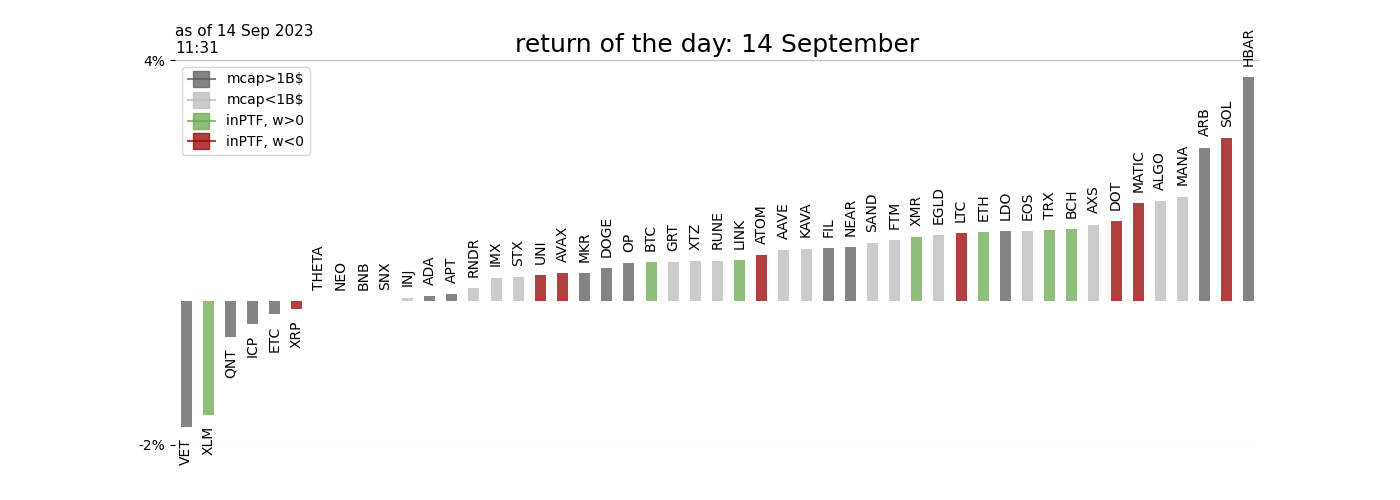 as of 14 Sep 2023
11:31
return of the day: 14 September
4%
-2%
mcap>1B$
mcap<1B$
inPTF, w>0
inPTF, w<0
VET
XLM
QNT
ICP
ETC
XRP
THETA
NEO
BNB
SNX
INJ
ADA
APT
RNDR
IMX
STX
UNI
AVAX
MKR
DOGE
OP
BTC
GRT
XTZ
RUNE
LINK
ATOM
AAVE
KAVA
FIL
NEAR
SAND
FTM
XMR
EGLD
LTC
ETH
LDO
EOS
TRX
BCH
AXS
DOT
MATIC
ALGO
MANA
ARB
SOL
HBAR